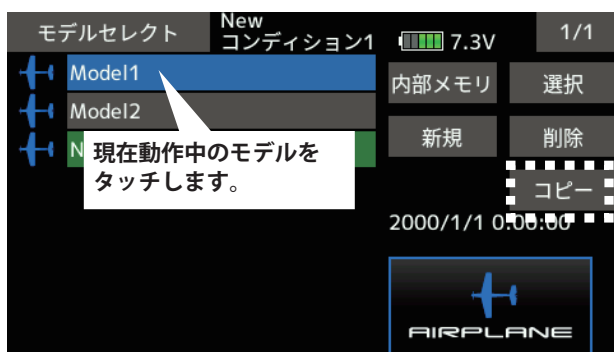 モデルセレクト
New
コンディション1
7.3V
1/1
Model1
内部メモリ
選択
Model2
新規
削除
N
現在動作中のモデルを
タッチします。
コピー
2000/1/1 0:00:00
AIRPLANE